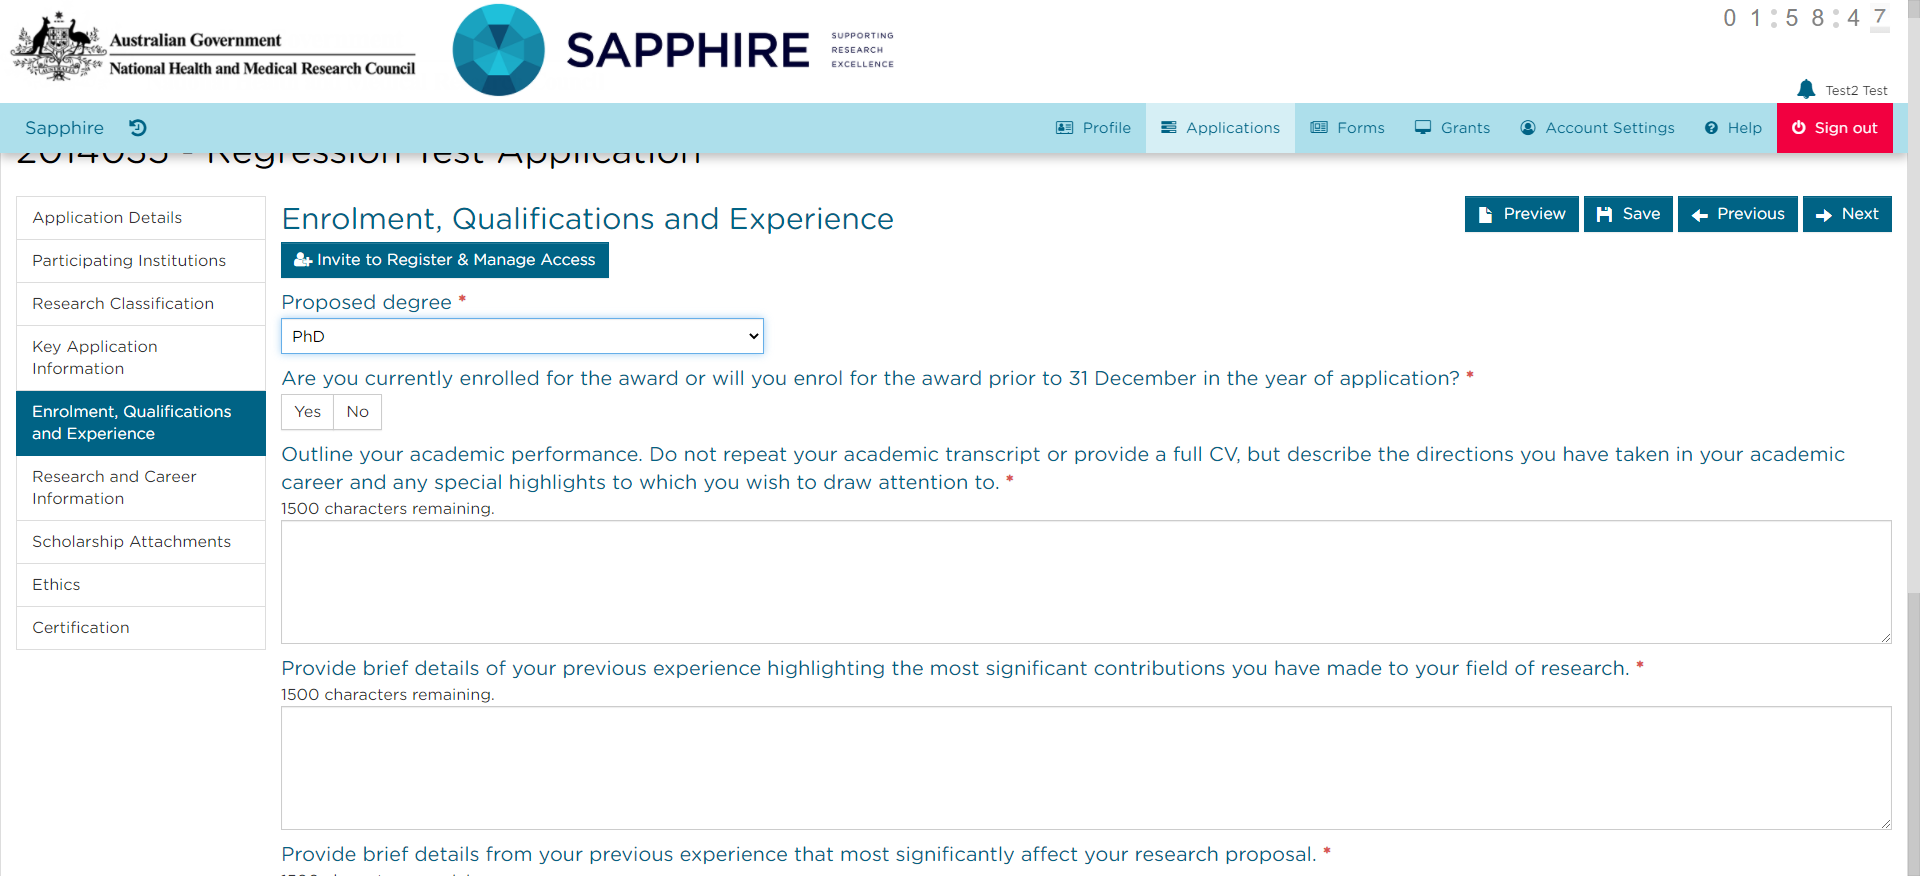 Australian Government
National Health and Medical Research Council
SAPPHIRE
SUPPORTING
RESEARCH
EXCELLENCE
01:58:47
Test2 Test
Sapphire
Profile
Applications
Forms
Grants
Account Settings
Help
Sign out
2014035 - Regression Test Application
Application Details
Participating Institutions
Research Classification
Key Application
Information
Enrolment, Qualifications
and Experience
Research and Career
Information
Scholarship Attachments
Ethics
Certification
Enrolment, Qualifications and Experience
Preview
Save
Previous
Next
Invite to Register & Manage Access
Proposed degree *
PhD
Are you currently enrolled for the award or will you enrol for the award prior to 31 December in the year of application? *
Yes
No
Outline your academic performance. Do not repeat your academic transcript or provide a full CV, but describe the directions you have taken in your academic
career and any special highlights to which you wish to draw attention to. *
1500 characters remaining.
Provide brief details of your previous experience highlighting the most significant contributions you have made to your field of research. *
1500 characters remaining.
Provide brief details from your previous experience that most significantly affect your research proposal. *